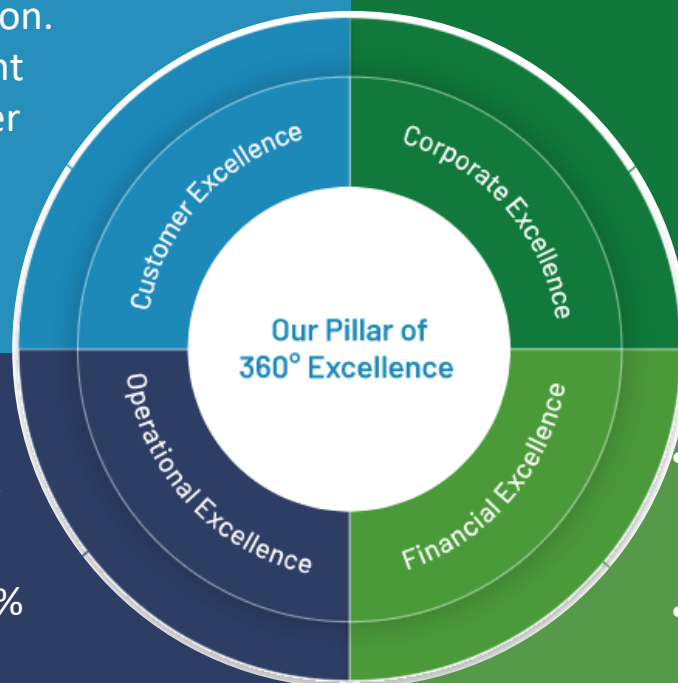 on.
nt
er
Customer Excellence
Corporate Excellence
Our Pillar of
360° Excellence
Operational Excellence
Financial Excellence
%